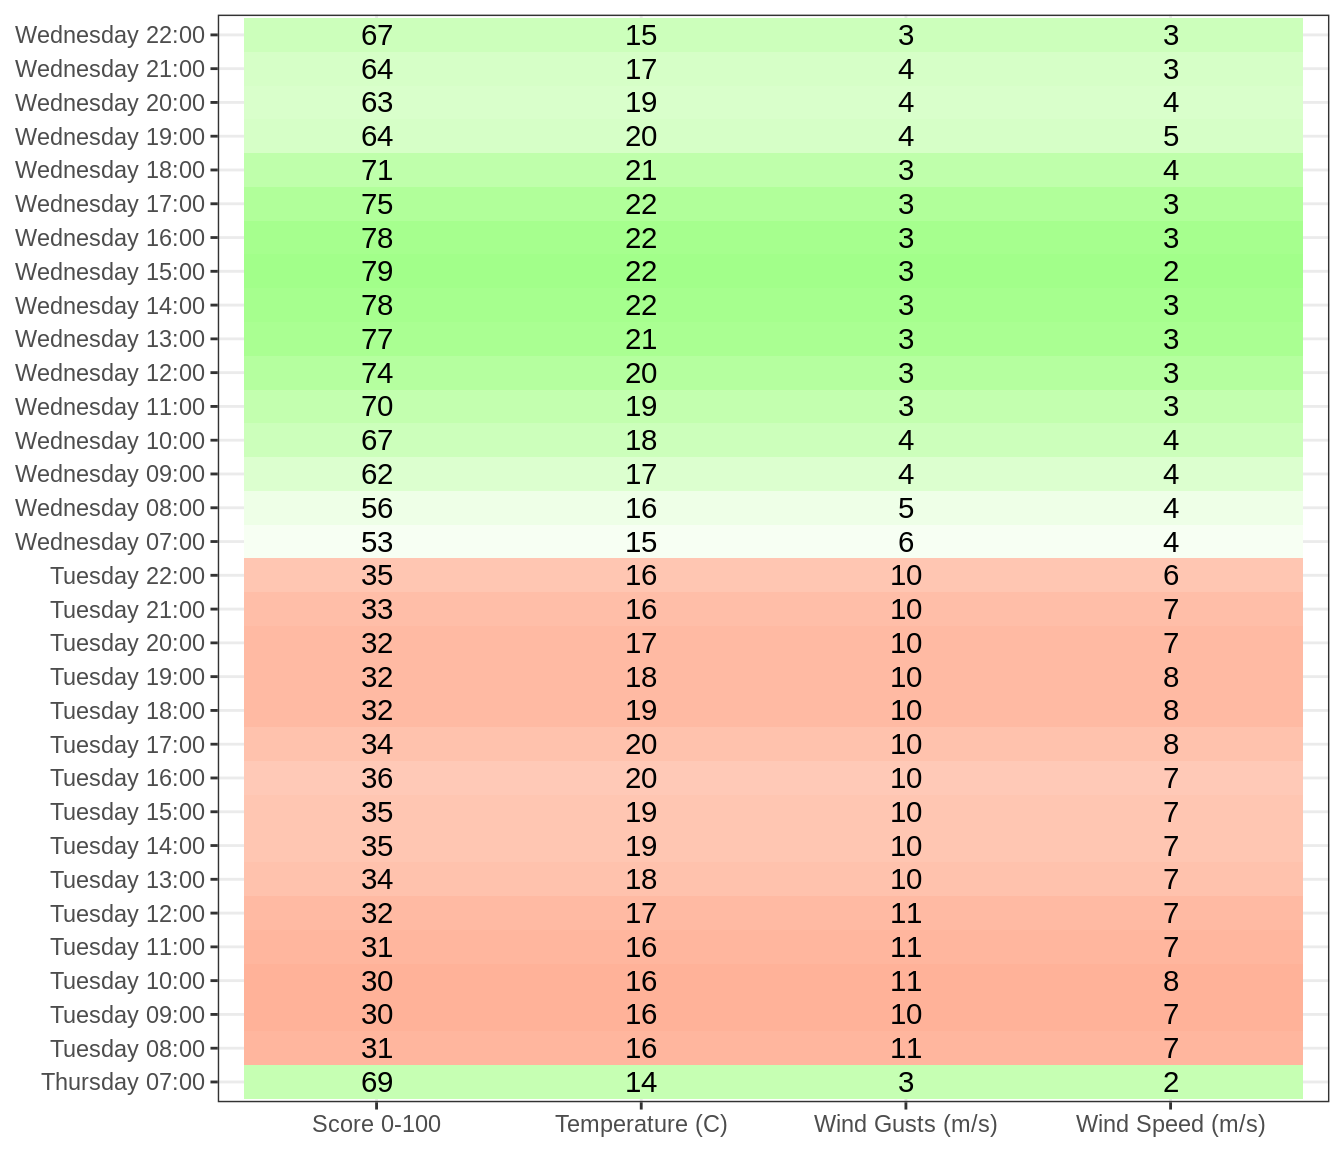 Wednesday 22:00 67 15 3 3
Wednesday 21:00 64 17 4 3
Wednesday 20:00 63 19 4 4
Wednesday 19:00 64 20 4 5
Wednesday 18:00 71 21 3 4
Wednesday 17:00 75 22 3 3
Wednesday 16:00 78 22 3 3
Wednesday 15:00 79 22 3 2
Wednesday 14:00 78 22 3 3
Wednesday 13:00 77 21 3 3
Wednesday 12:00 74 20 3 3
Wednesday 11:00 70 19 3 3
Wednesday 10:00 67 18 4 4
Wednesday 09:00 62 17 4 4
Wednesday 08:00 56 16 5 4
Wednesday 07:00 53 15 6 4
Tuesday 22:00 35 16 10 6
Tuesday 21:00 33 16 10 7
Tuesday 20:00 32 17 10 7
Tuesday 19:00 32 18 10 8
Tuesday 18:00 32 19 10 8
Tuesday 17:00 34 20 10 8
Tuesday 16:00 36 20 10 7
Tuesday 15:00 35 19 10 7
Tuesday 14:00 35 19 10 7
Tuesday 13:00 34 18 10 7
Tuesday 12:00 32 17 11 7
Tuesday 11:00 31 16 11 7
Tuesday 10:00 30 16 11 8
Tuesday 09:00 30 16 10 7
Tuesday 08:00 31 16 11 7
Thursday 07:00 69 14 3 2
Score 0-100 Temperature (C) Wind Gusts (m/s) Wind Speed (m/s)